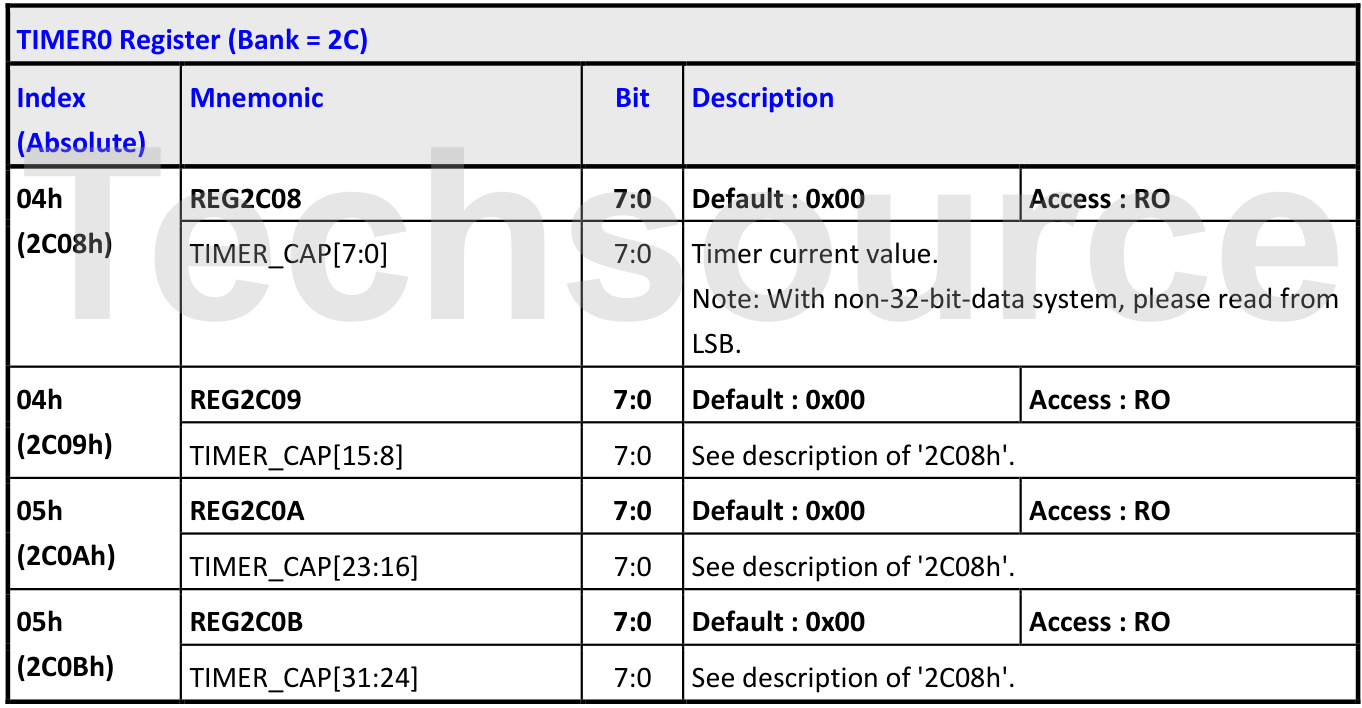 TIMER0 Register (Bank = 2C)
Index
(Absolute)
Mnemonic
Bit
Description
04h
(2C08h)
REG2C08
7:0
Default : 0x00
Access : RO
TIMER_CAP[7:0]
7:0
Timer current value.
Note: With non-32-bit-data system, please read from
LSB.
04h
(2C09h)
REG2C09
7:0
Default : 0x00
Access : RO
TIMER_CAP[15:8]
7:0
See description of '2C08h'.
05h
(2C0Ah)
REG2C0A
7:0
Default : 0x00
Access : RO
TIMER_CAP[23:16]
7:0
See description of '2C08h'.
05h
(2C0Bh)
REG2C0B
7:0
Default : 0x00
Access : RO
TIMER_CAP[31:24]
7:0
See description of '2C08h'.
Techsource